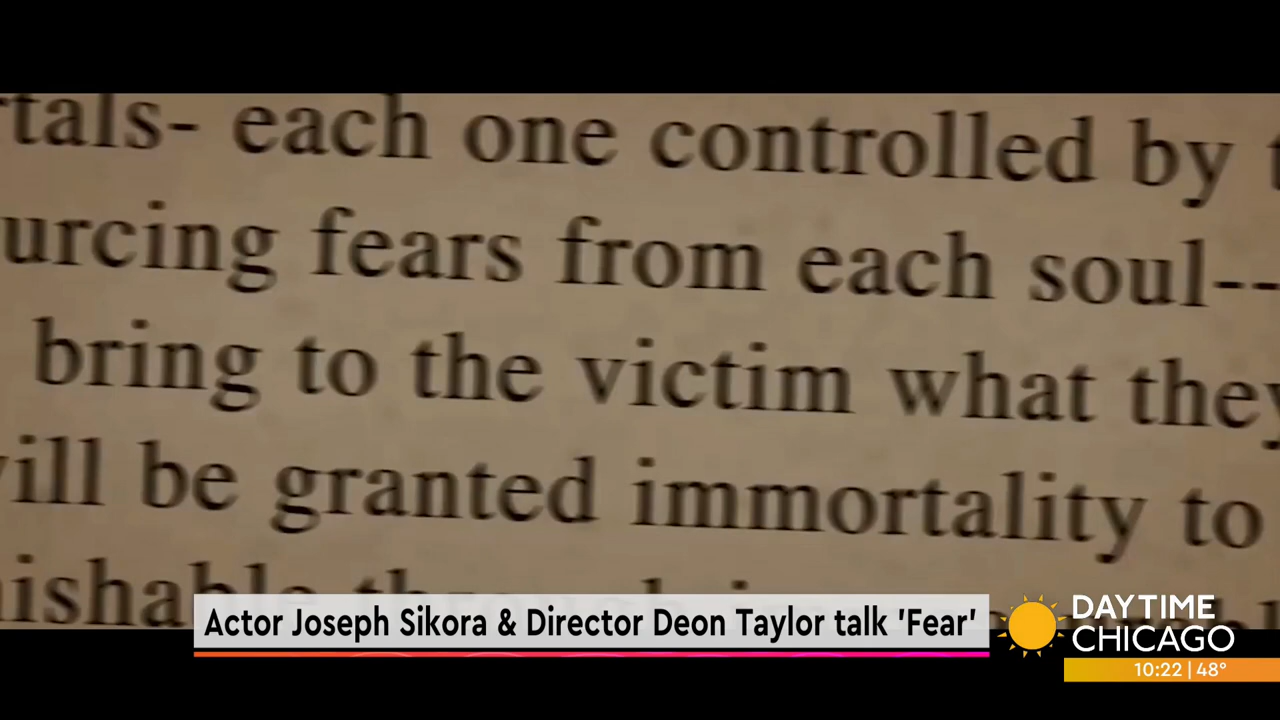 rtals- each one controlled by t
urcing fears from each soul--
bring to the victim what they
will be granted immortality to
Actor Joseph Sikora & Director Deon Taylor talk 'Fear'
DAYTIME
CHICAGO
10:22 | 48°